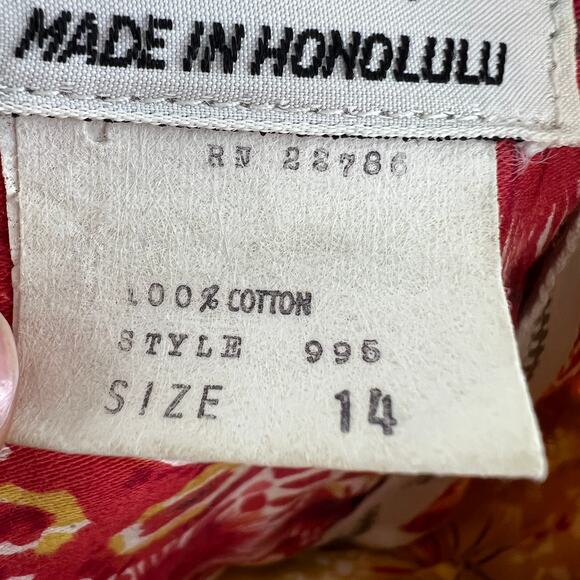 MADE IN HONOLULU
RN 22786
100% COTTON
STYLE 995
SIZE 14